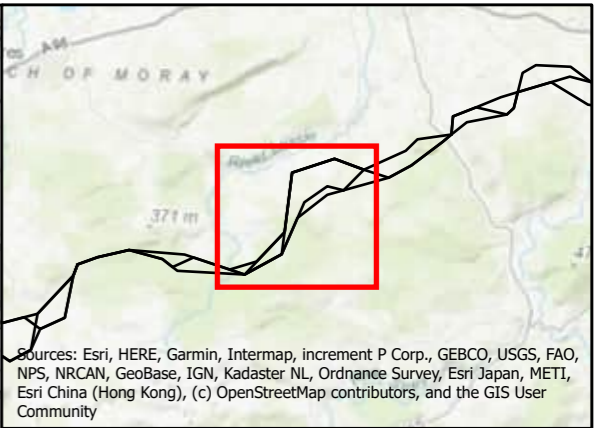 A96
CH OF MORAY
371 m
Sources: Esri, HERE, Garmin, Intermap, increment P Corp., GEBCO, USGS, FAO,
NPS, NRCAN, GeoBase, IGN, Kadaster NL, Ordnance Survey, Esri Japan, METI,
Esri China (Hong Kong), (c) OpenStreetMap contributors, and the GIS User
Community